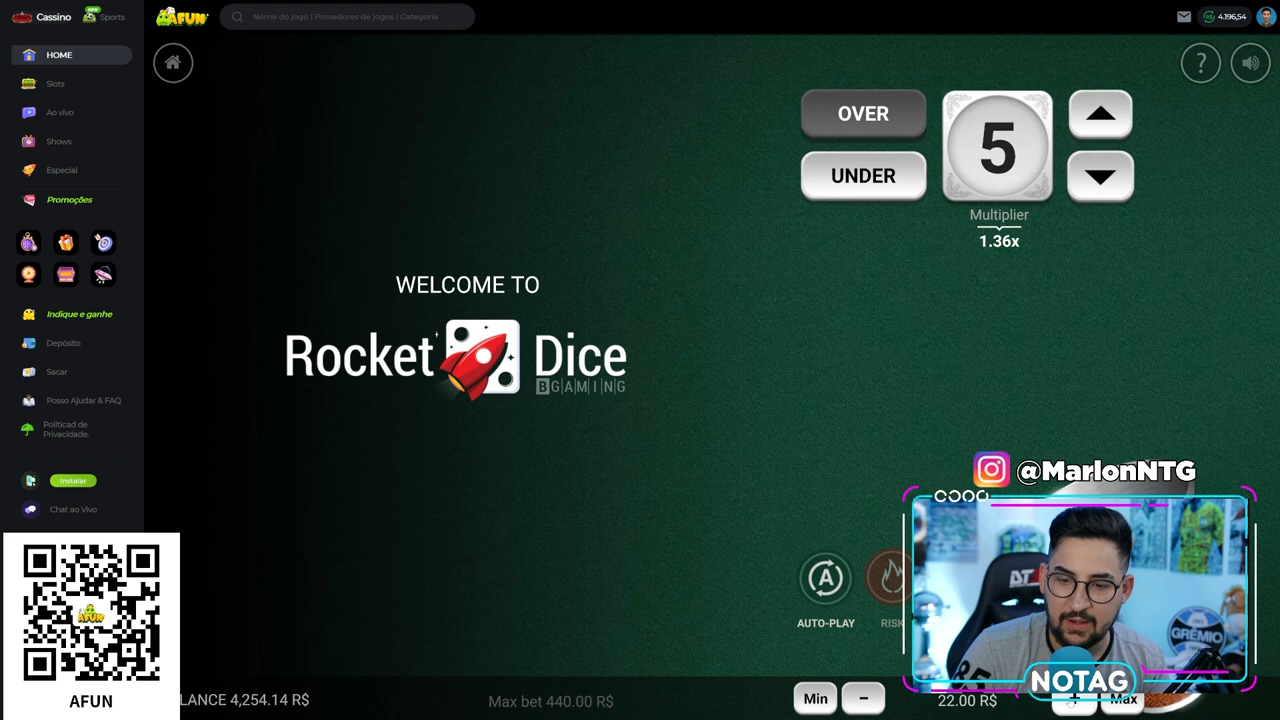 Cassino
NEW
Sports
AFUN
Nome do jogo | Provedores de jogos | Categoria
R$
4.196,54
HOME
Slots
Ao vivo
Shows
Especial
Promoções
Indique e ganhe
Depósito
Sacar
Posso Ajudar & FAQ
Políticad de
Privacidade.
Instalar
Chat ao Vivo
AFUN
AFUN
?
OVER
UNDER
5
Multiplier
1.36x
WELCOME TO
Rocket Dice
BGAMING
A
AUTO-PLAY
RISK
@MarlonNTG
GRÊMIO
NOTAG
LANCE 4,254.14 R$
Max bet 440.00 R$
Min
−
22.00 R$
+
Max